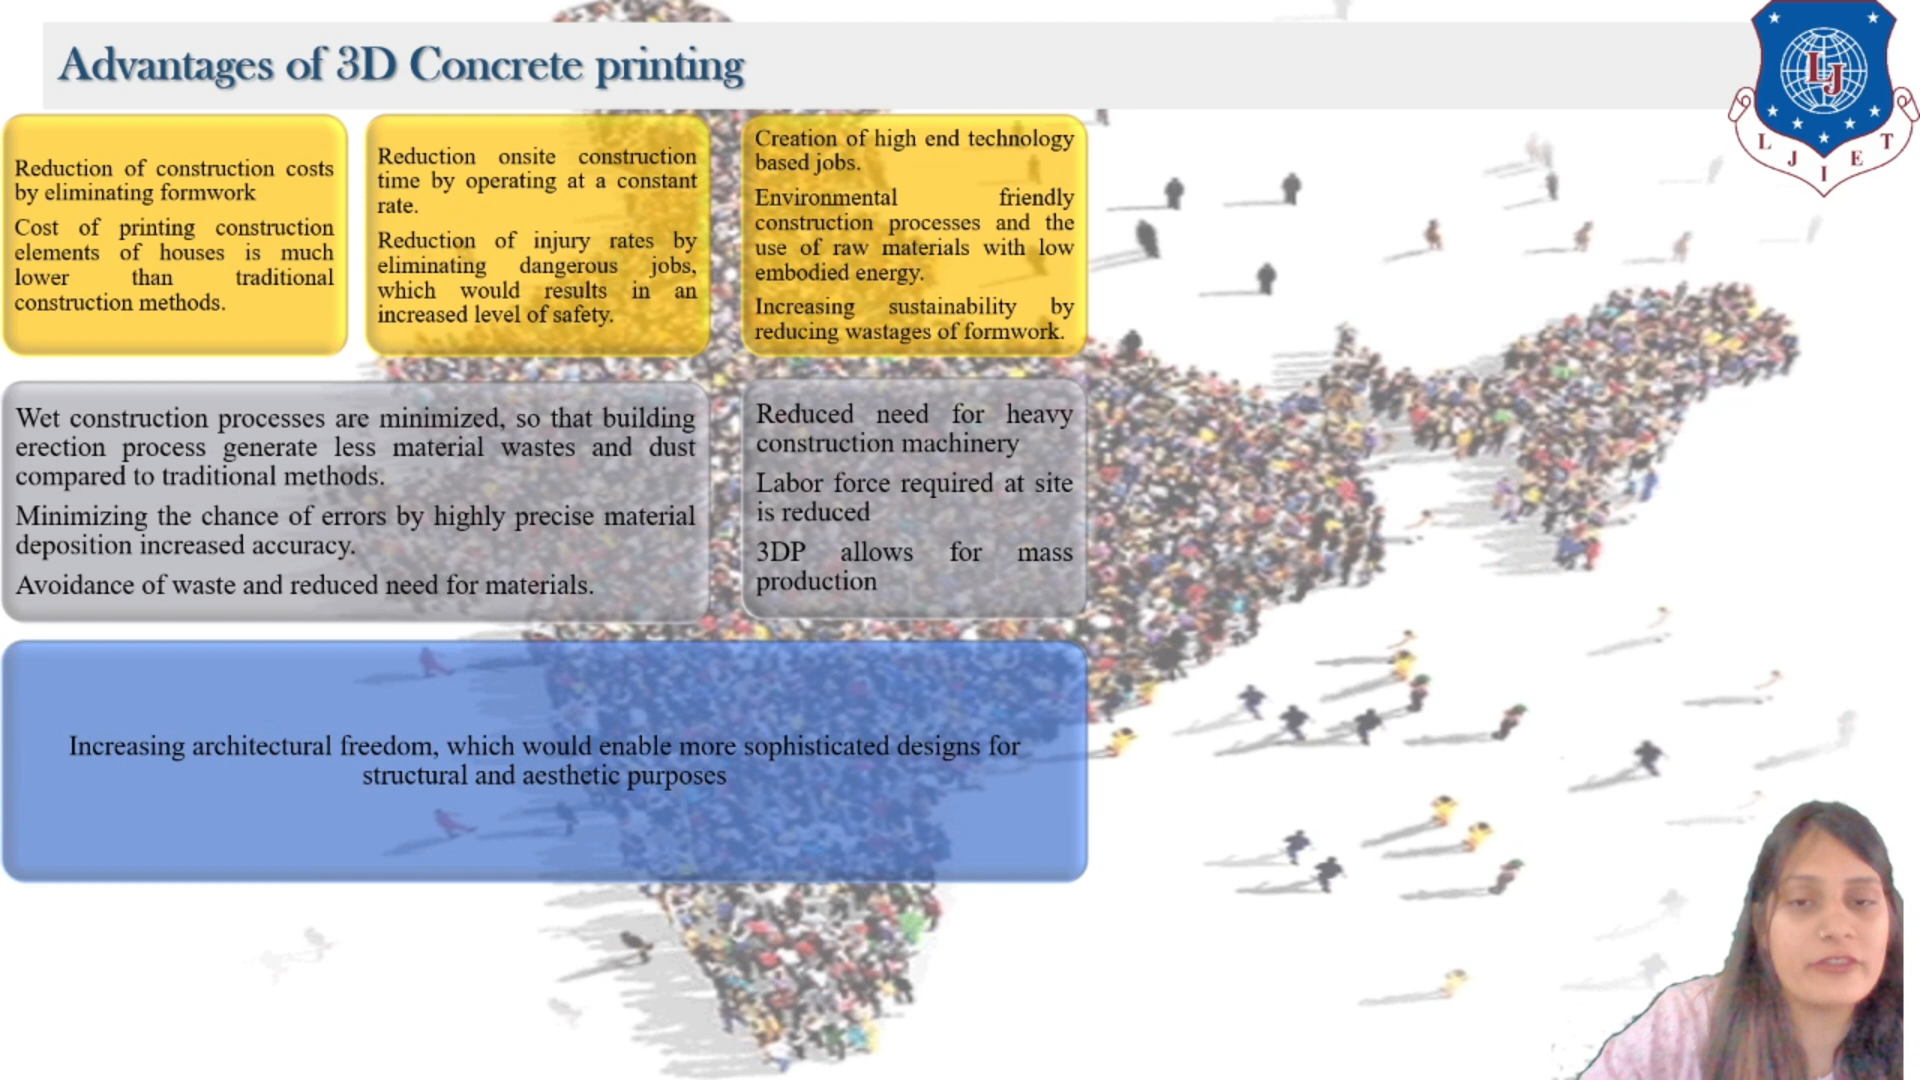 Advantages of 3D Concrete printing
Reduction of construction costs
by eliminating formwork
Cost of printing construction
elements of houses is much
lower than traditional
construction methods.
Reduction onsite construction
time by operating at a constant
rate.
Reduction of injury rates by
eliminating dangerous jobs,
which would results in an
increased level of safety.
Creation of high end technology
based jobs.
Environmental friendly
construction processes and the
use of raw materials with low
embodied energy.
Increasing sustainability by
reducing wastages of formwork.
Wet construction processes are minimized, so that building
erection process generate less material wastes and dust
compared to traditional methods.
Minimizing the chance of errors by highly precise material
deposition increased accuracy.
Avoidance of waste and reduced need for materials.
Reduced need for heavy
construction machinery
Labor force required at site
is reduced
3DP allows for mass
production
Increasing architectural freedom, which would enable more sophisticated designs for
structural and aesthetic purposes
LJ
L J I E T